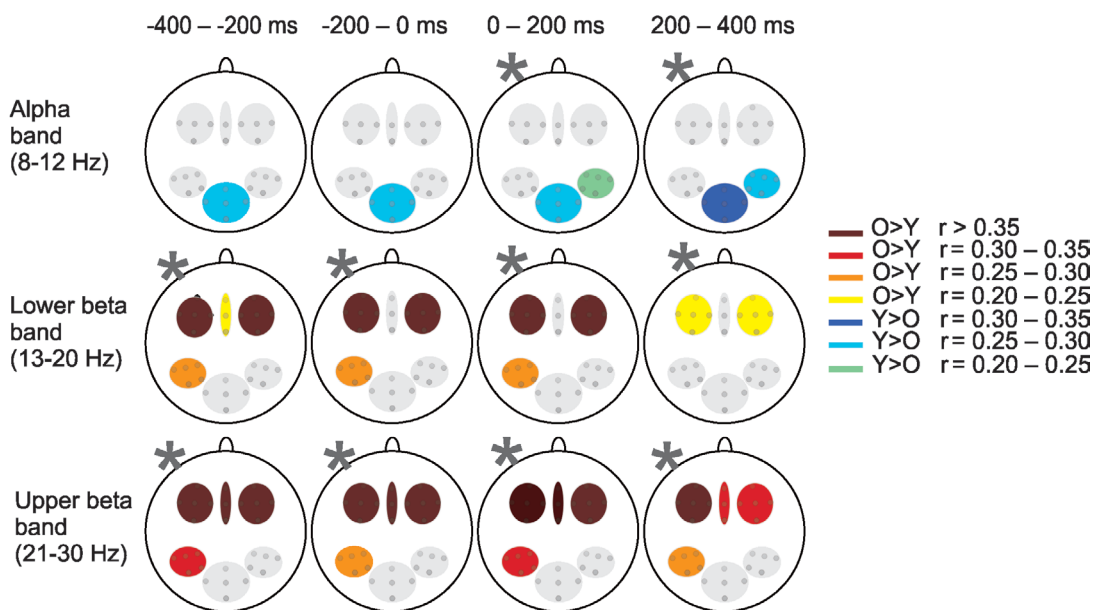 -400 – -200 ms
-200 – 0 ms
0 – 200 ms
200 – 400 ms
*
*
Alpha
band
(8-12 Hz)
*
*
*
*
Lower beta
band
(13-20 Hz)
*
*
*
*
Upper beta
band
(21-30 Hz)
O>Y r > 0.35
O>Y r = 0.30 – 0.35
O>Y r = 0.25 – 0.30
O>Y r = 0.20 – 0.25
Y>O r = 0.30 – 0.35
Y>O r = 0.25 – 0.30
Y>O r = 0.20 – 0.25